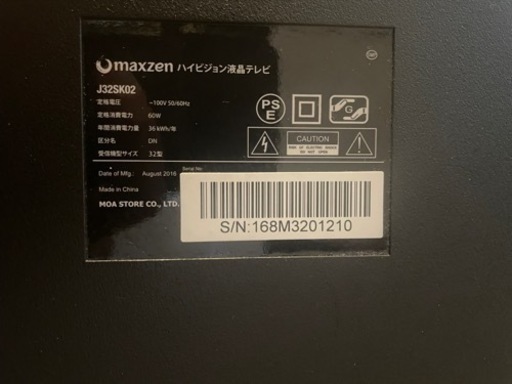 maxzen ハイビジョン液晶テレビ
J32SK02
定格電圧 ~100V 50/60Hz
定格消費電力 60W
年間消費電力量 36 kWh/年
区分名 DN
受信機型サイズ 32型
PS
E
G
CAUTION
Date of Mfg.: August 2016
Serial No.:
Made in China
MOA STORE CO., LTD.
S/N:168M3201210